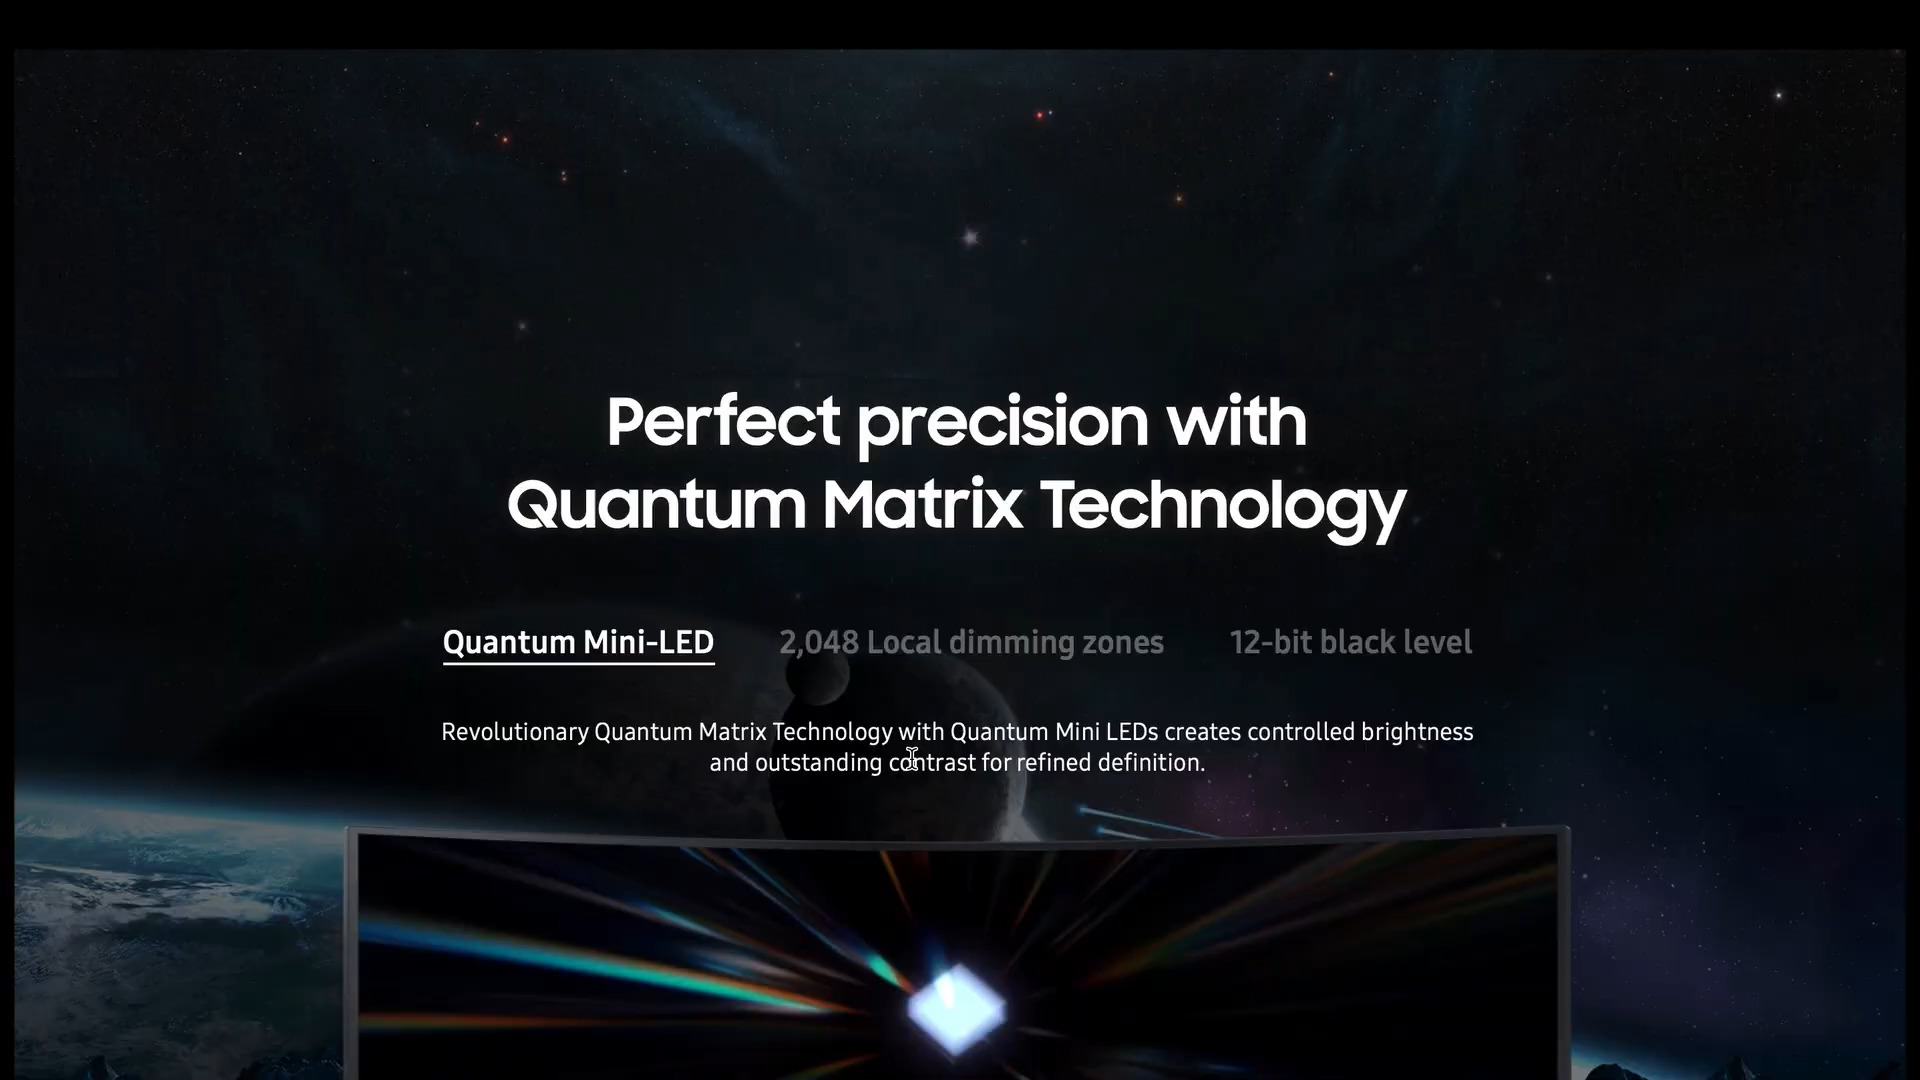 Perfect precision with
Quantum Matrix Technology
Quantum Mini-LED 2,048 Local dimming zones 12-bit black level
Revolutionary Quantum Matrix Technology with Quantum Mini LEDs creates controlled brightness
and outstanding contrast for refined definition.